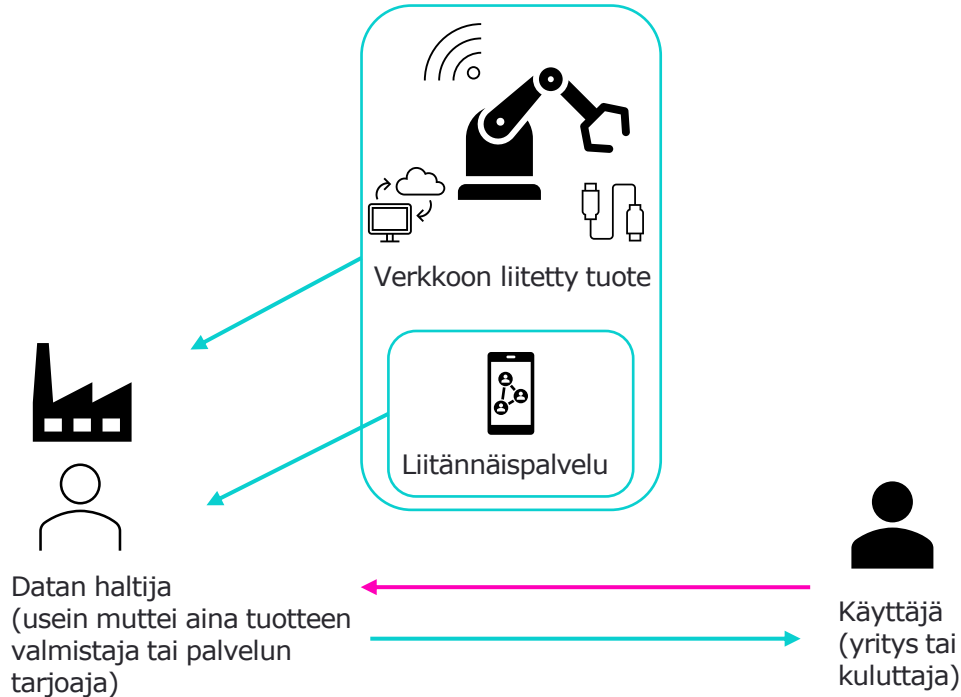 Verkkoon liitetty tuote
Liitännäispalvelu
Datan haltija
(usein muttei aina tuotteen
valmistaja tai palvelun
tarjoaja)
Käyttäjä
(yritys tai
kuluttaja)